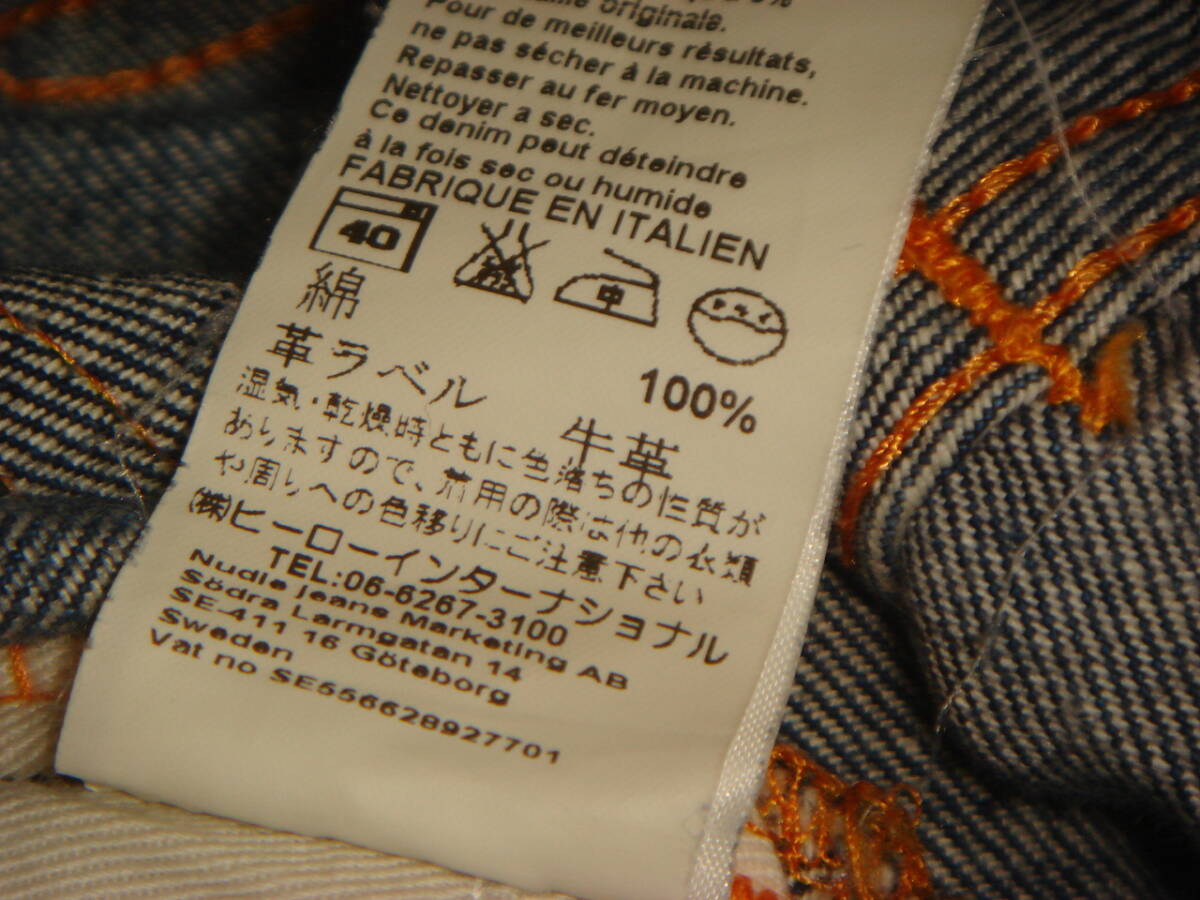 taille originale.
Pour de meilleurs résultats,
ne pas sécher à la machine.
Repasser au fer moyen.
Nettoyer a sec.
Ce denim peut déteindre
à la fois sec ou humide
FABRIQUE EN ITALIEN
40 中 ドライ
綿 100%
革ラベル 牛革
湿気・乾燥時ともに色落ちの性質が
ありますので、着用の際は他の衣類
や周りへの色移りにご注意下さい
㈱ヒーローインターナショナル
TEL:06-6267-3100
Nudie Jeans Marketing AB
Södra Larmgatan 14
SE-411 16 Göteborg
Sweden
Vat no SE556628927701